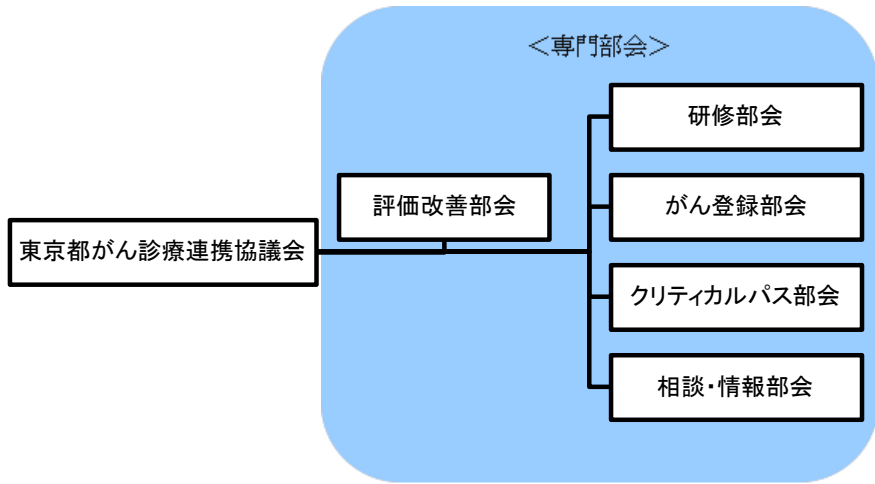 ＜専門部会＞
研修部会
評価改善部会
がん登録部会
東京都がん診療連携協議会
クリティカルパス部会
相談・情報部会